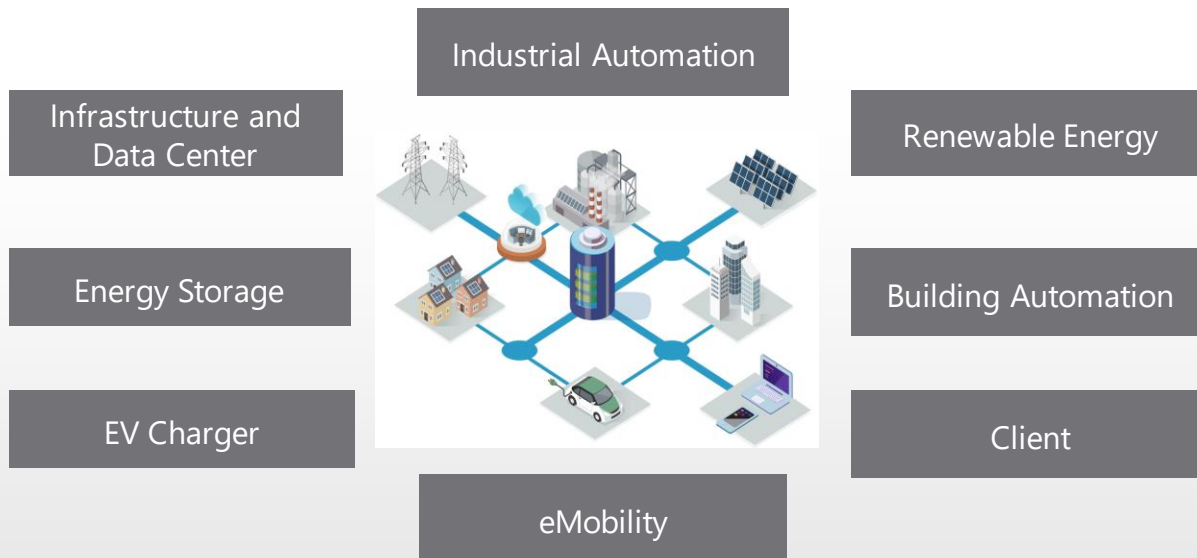 Industrial Automation
Infrastructure and
Data Center
Renewable Energy
Energy Storage
Building Automation
EV Charger
Client
eMobility